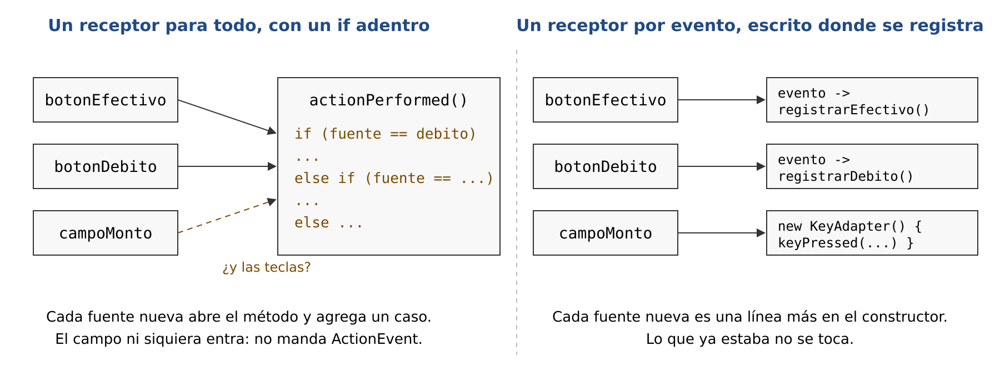 Un receptor para todo, con un if adentro
botonEfectivo
botonDebito
campoMonto
actionPerformed()
if (fuente == debito)
...
else if (fuente == ...)
...
else ...
¿y las teclas?
Cada fuente nueva abre el método y agrega un caso.
El campo ni siquiera entra: no manda ActionEvent.
Un receptor por evento, escrito donde se registra
botonEfectivo
evento ->
registrarEfectivo()
botonDebito
evento ->
registrarDebito()
campoMonto
new KeyAdapter() {
keyPressed(...) }
Cada fuente nueva es una línea más en el constructor.
Lo que ya estaba no se toca.